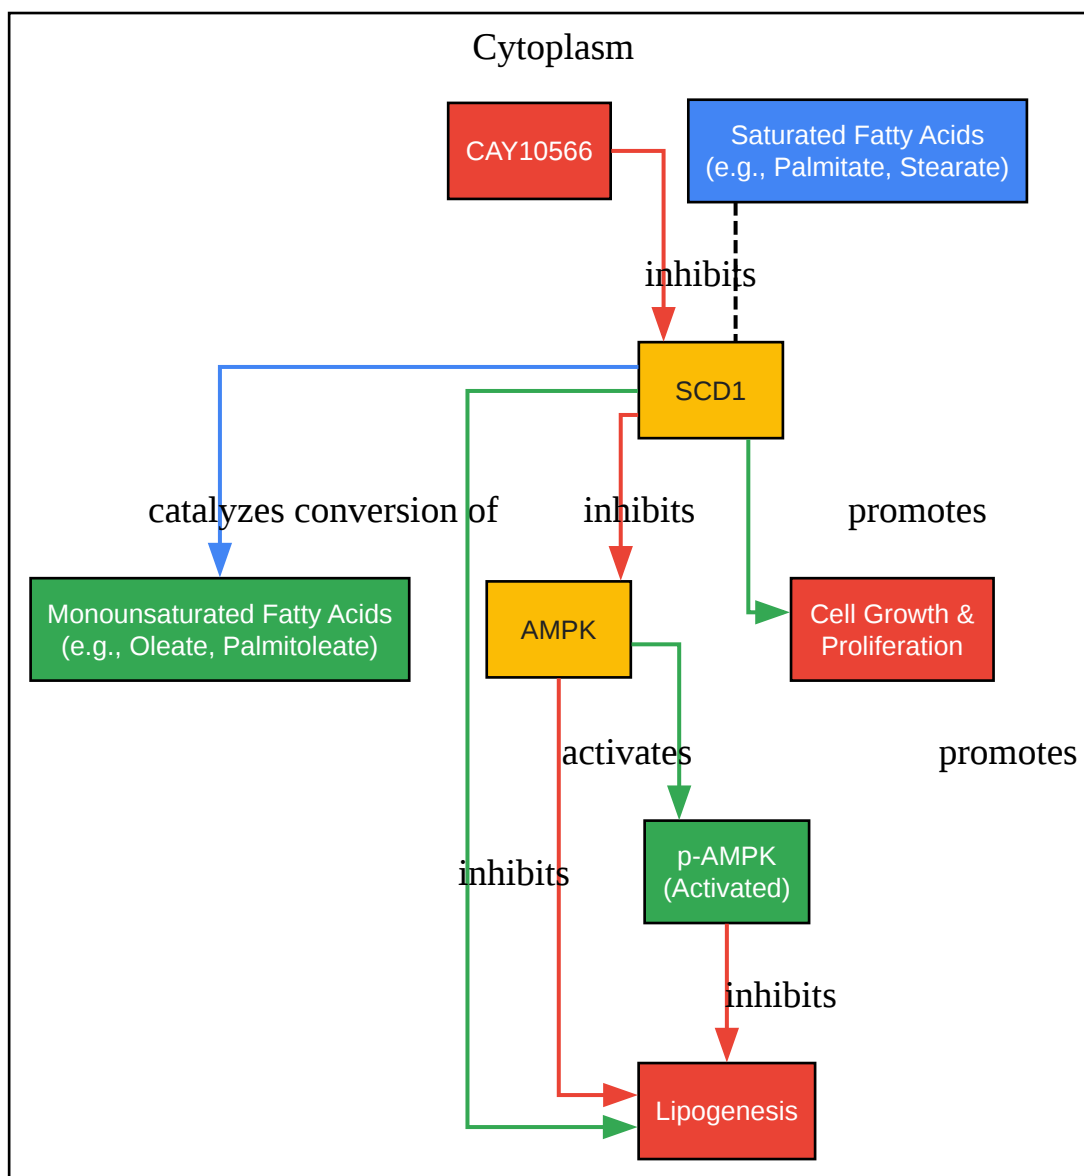 Cytoplasm
CAY10566
Saturated Fatty Acids
(e.g., Palmitate, Stearate)
inhibits
SCD1
catalyzes conversion of
inhibits
promotes
Monounsaturated Fatty Acids
(e.g., Oleate, Palmitoleate)
AMPK
Cell Growth &
Proliferation
activates
promotes
inhibits
p-AMPK
(Activated)
inhibits
Lipogenesis